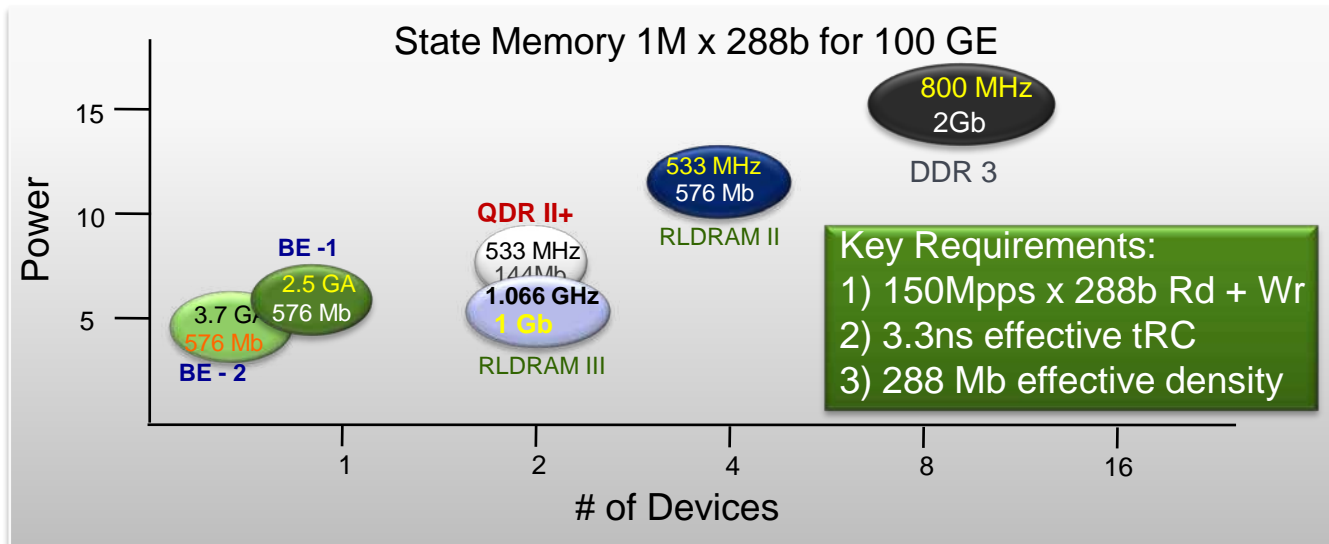 State Memory 1M x 288b for 100 GE
Power
15
10
5
800 MHz
2Gb
DDR 3
533 MHz
576 Mb
RLDRAM II
QDR II+
533 MHz
144Mb
1.066 GHz
1 Gb
RLDRAM III
BE -1
2.5 GA
576 Mb
3.7 GA
576 Mb
BE - 2
Key Requirements:
1) 150Mpps x 288b Rd + Wr
2) 3.3ns effective tRC
3) 288 Mb effective density
1
2
4
8
16
# of Devices